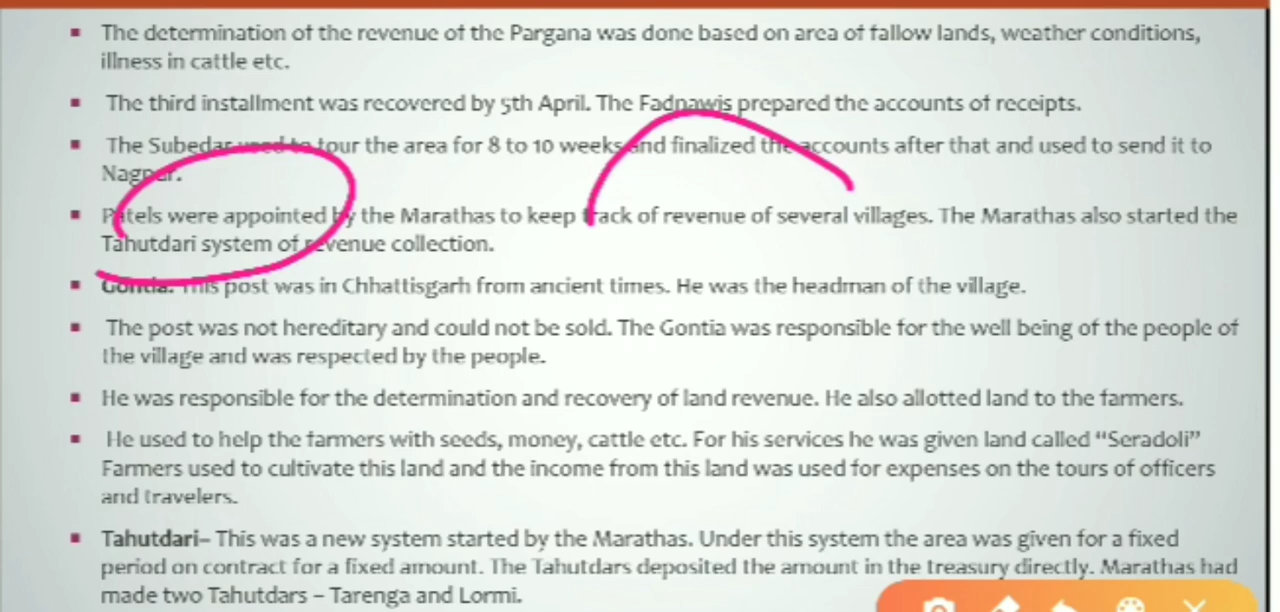 ▪ The determination of the revenue of the Pargana was done based on area of fallow lands, weather conditions,
illness in cattle etc.
▪ The third installment was recovered by 5th April. The Fadnawis prepared the accounts of receipts.
▪ The Subedar used to tour the area for 8 to 10 weeks and finalized the accounts after that and used to send it to
Nagpur.
▪ Patels were appointed by the Marathas to keep track of revenue of several villages. The Marathas also started the
Tahutdari system of revenue collection.
▪ Gontia: This post was in Chhattisgarh from ancient times. He was the headman of the village.
▪ The post was not hereditary and could not be sold. The Gontia was responsible for the well being of the people of
the village and was respected by the people.
▪ He was responsible for the determination and recovery of land revenue. He also allotted land to the farmers.
▪ He used to help the farmers with seeds, money, cattle etc. For his services he was given land called “Seradoli”
Farmers used to cultivate this land and the income from this land was used for expenses on the tours of officers
and travelers.
▪ Tahutdari– This was a new system started by the Marathas. Under this system the area was given for a fixed
period on contract for a fixed amount. The Tahutdars deposited the amount in the treasury directly. Marathas had
made two Tahutdars – Tarenga and Lormi.